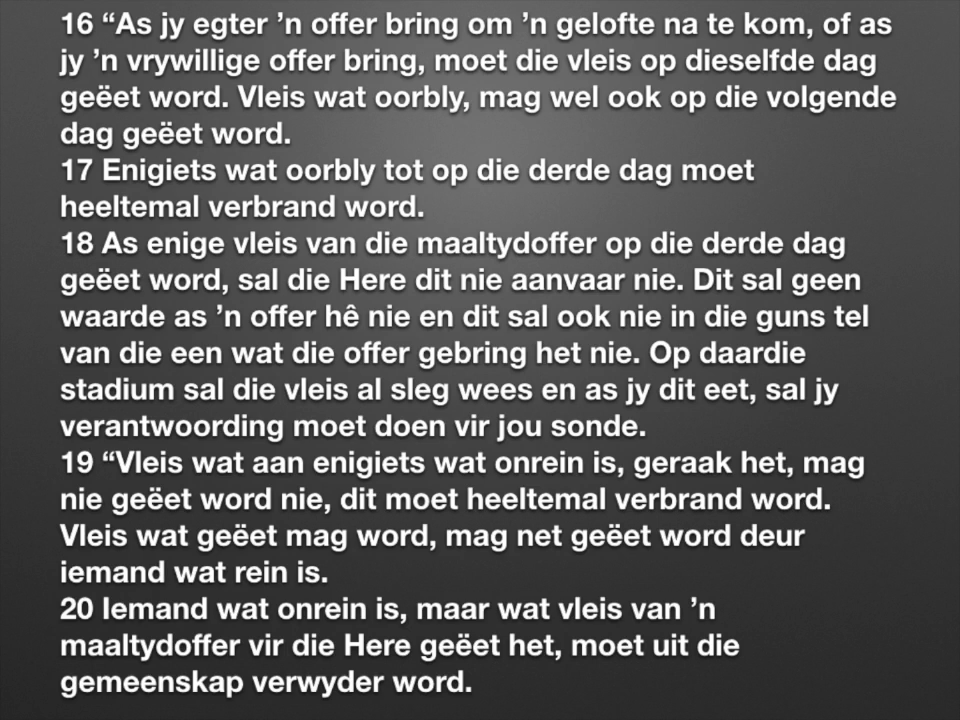 16 “As jy egter ’n offer bring om ’n gelofte na te kom, of as
jy ’n vrywillige offer bring, moet die vleis op dieselfde dag
geëet word. Vleis wat oorbly, mag wel ook op die volgende
dag geëet word.
17 Enigiets wat oorbly tot op die derde dag moet
heeltemal verbrand word.
18 As enige vleis van die maaltydoffer op die derde dag
geëet word, sal die Here dit nie aanvaar nie. Dit sal geen
waarde as ’n offer hê nie en dit sal ook nie in die guns tel
van die een wat die offer gebring het nie. Op daardie
stadium sal die vleis al sleg wees en as jy dit eet, sal jy
verantwoording moet doen vir jou sonde.
19 “Vleis wat aan enigiets wat onrein is, geraak het, mag
nie geëet word nie, dit moet heeltemal verbrand word.
Vleis wat geëet mag word, mag net geëet word deur
iemand wat rein is.
20 Iemand wat onrein is, maar wat vleis van ’n
maaltydoffer vir die Here geëet het, moet uit die
gemeenskap verwyder word.